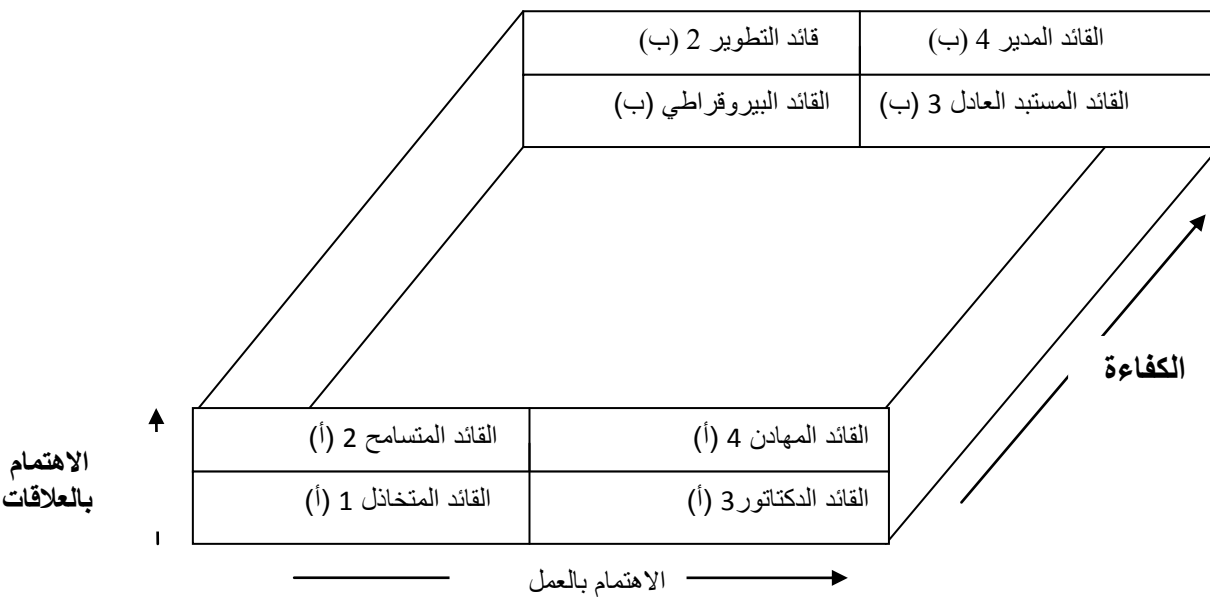 القائد المدير 4 (ب)
قائد التطوير 2 (ب)
القائد المستبد العادل 3 (ب)
القائد البيروقراطي (ب)
الكفاءة
القائد المهادن 4 (أ)
القائد المتسامح 2 (أ)
القائد الدكتاتور3 (أ)
القائد المتخاذل 1 (أ)
الاهتمام
بالعلاقات
الاهتمام بالعمل